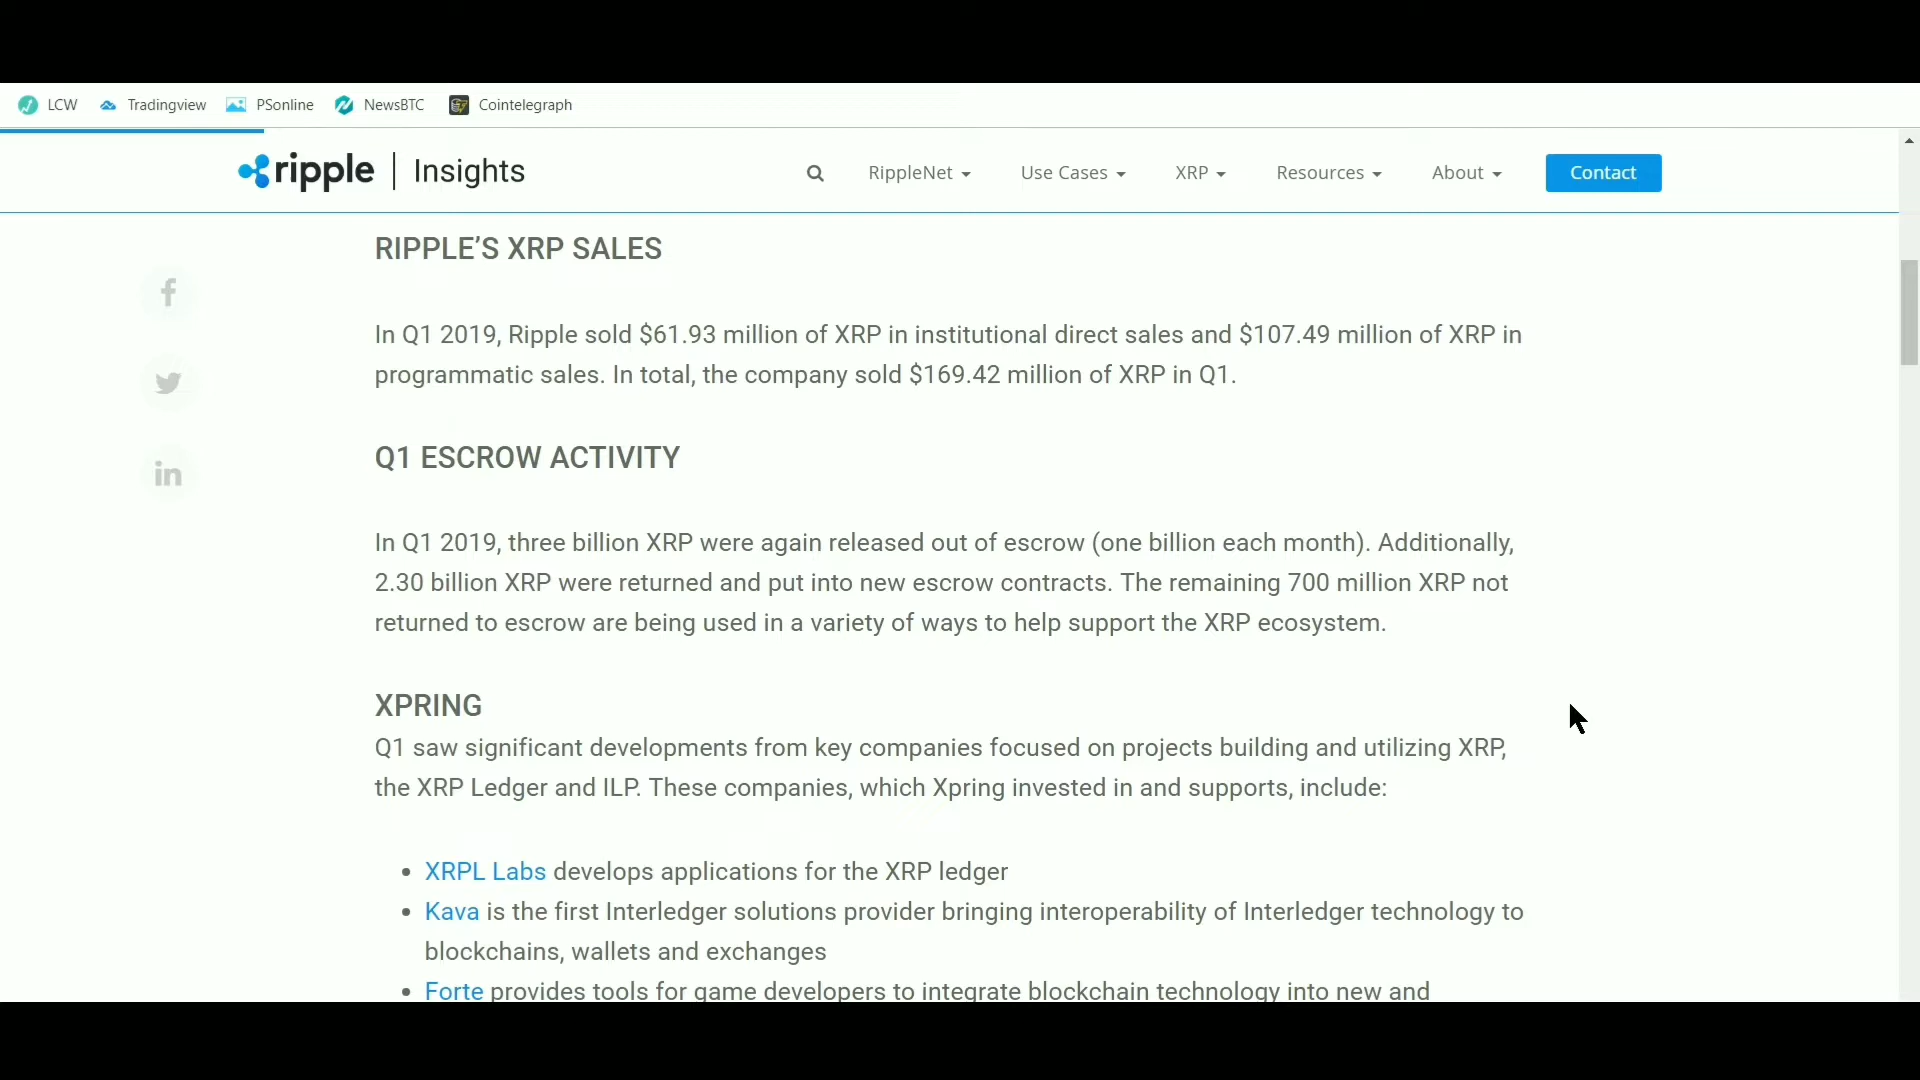 LCW Tradingview PSonline NewsBTC Cointelegraph
ripple | Insights RippleNet Use Cases XRP Resources About Contact
RIPPLE’S XRP SALES
In Q1 2019, Ripple sold $61.93 million of XRP in institutional direct sales and $107.49 million of XRP in
programmatic sales. In total, the company sold $169.42 million of XRP in Q1.
Q1 ESCROW ACTIVITY
In Q1 2019, three billion XRP were again released out of escrow (one billion each month). Additionally,
2.30 billion XRP were returned and put into new escrow contracts. The remaining 700 million XRP not
returned to escrow are being used in a variety of ways to help support the XRP ecosystem.
XPRING
Q1 saw significant developments from key companies focused on projects building and utilizing XRP,
the XRP Ledger and ILP. These companies, which Xpring invested in and supports, include:
• XRPL Labs develops applications for the XRP ledger
• Kava is the first Interledger solutions provider bringing interoperability of Interledger technology to
blockchains, wallets and exchanges
• Forte provides tools for game developers to integrate blockchain technology into new and